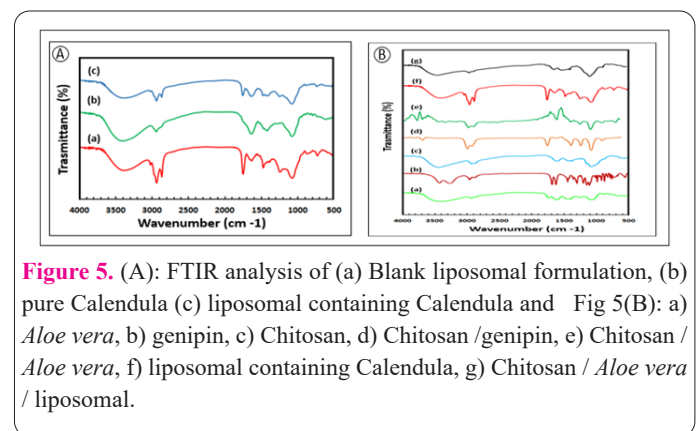 A
(c)
(b)
(a)
Trasmittance (%)
4000 3500 3000 2500 2000 1500 1000 500
Wavenumber (cm -1)
B
(g)
(f)
(e)
(d)
(c)
(b)
(a)
Trasmittance (%)
4000 3500 3000 2500 2000 1500 1000 500
Wavenumber (cm -1)
Figure 5. (A): FTIR analysis of (a) Blank liposomal formulation, (b)
pure Calendula (c) liposomal containing Calendula and Fig 5(B): a)
Aloe vera, b) genipin, c) Chitosan, d) Chitosan /genipin, e) Chitosan /
Aloe vera, f) liposomal containing Calendula, g) Chitosan / Aloe vera
/ liposomal.